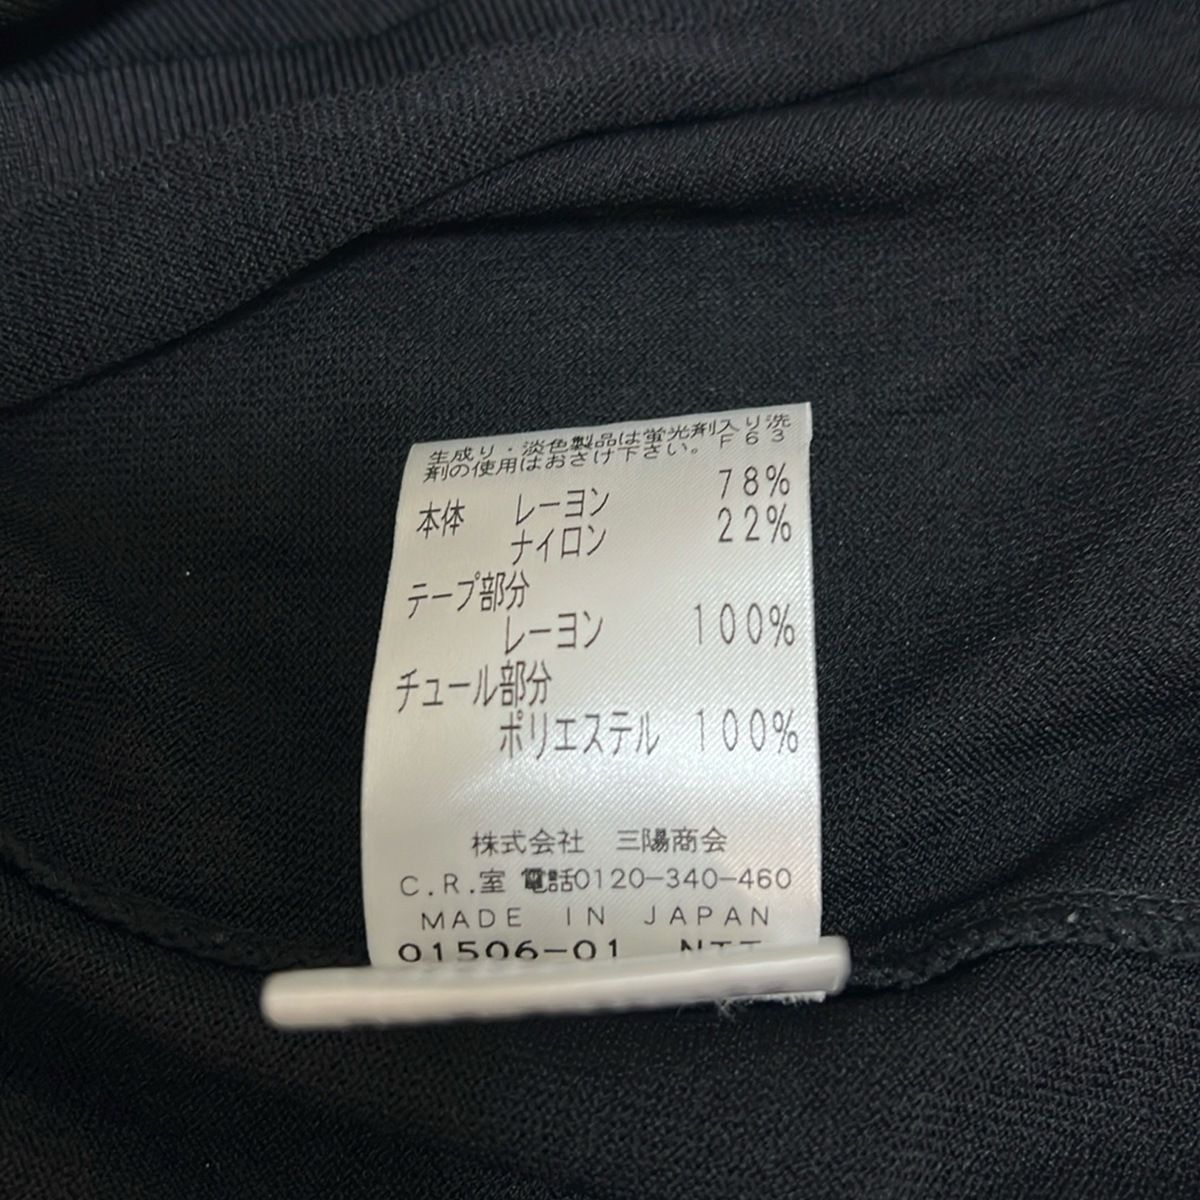 生成り・淡色製品は蛍光剤入り洗
剤の使用はおさけ下さい。 F63
本体 レーヨン 78%
ナイロン 22%
テープ部分
レーヨン 100%
チュール部分
ポリエステル 100%
株式会社 三陽商会
C.R.室 電話0120-340-460
MADE IN JAPAN
01506-01